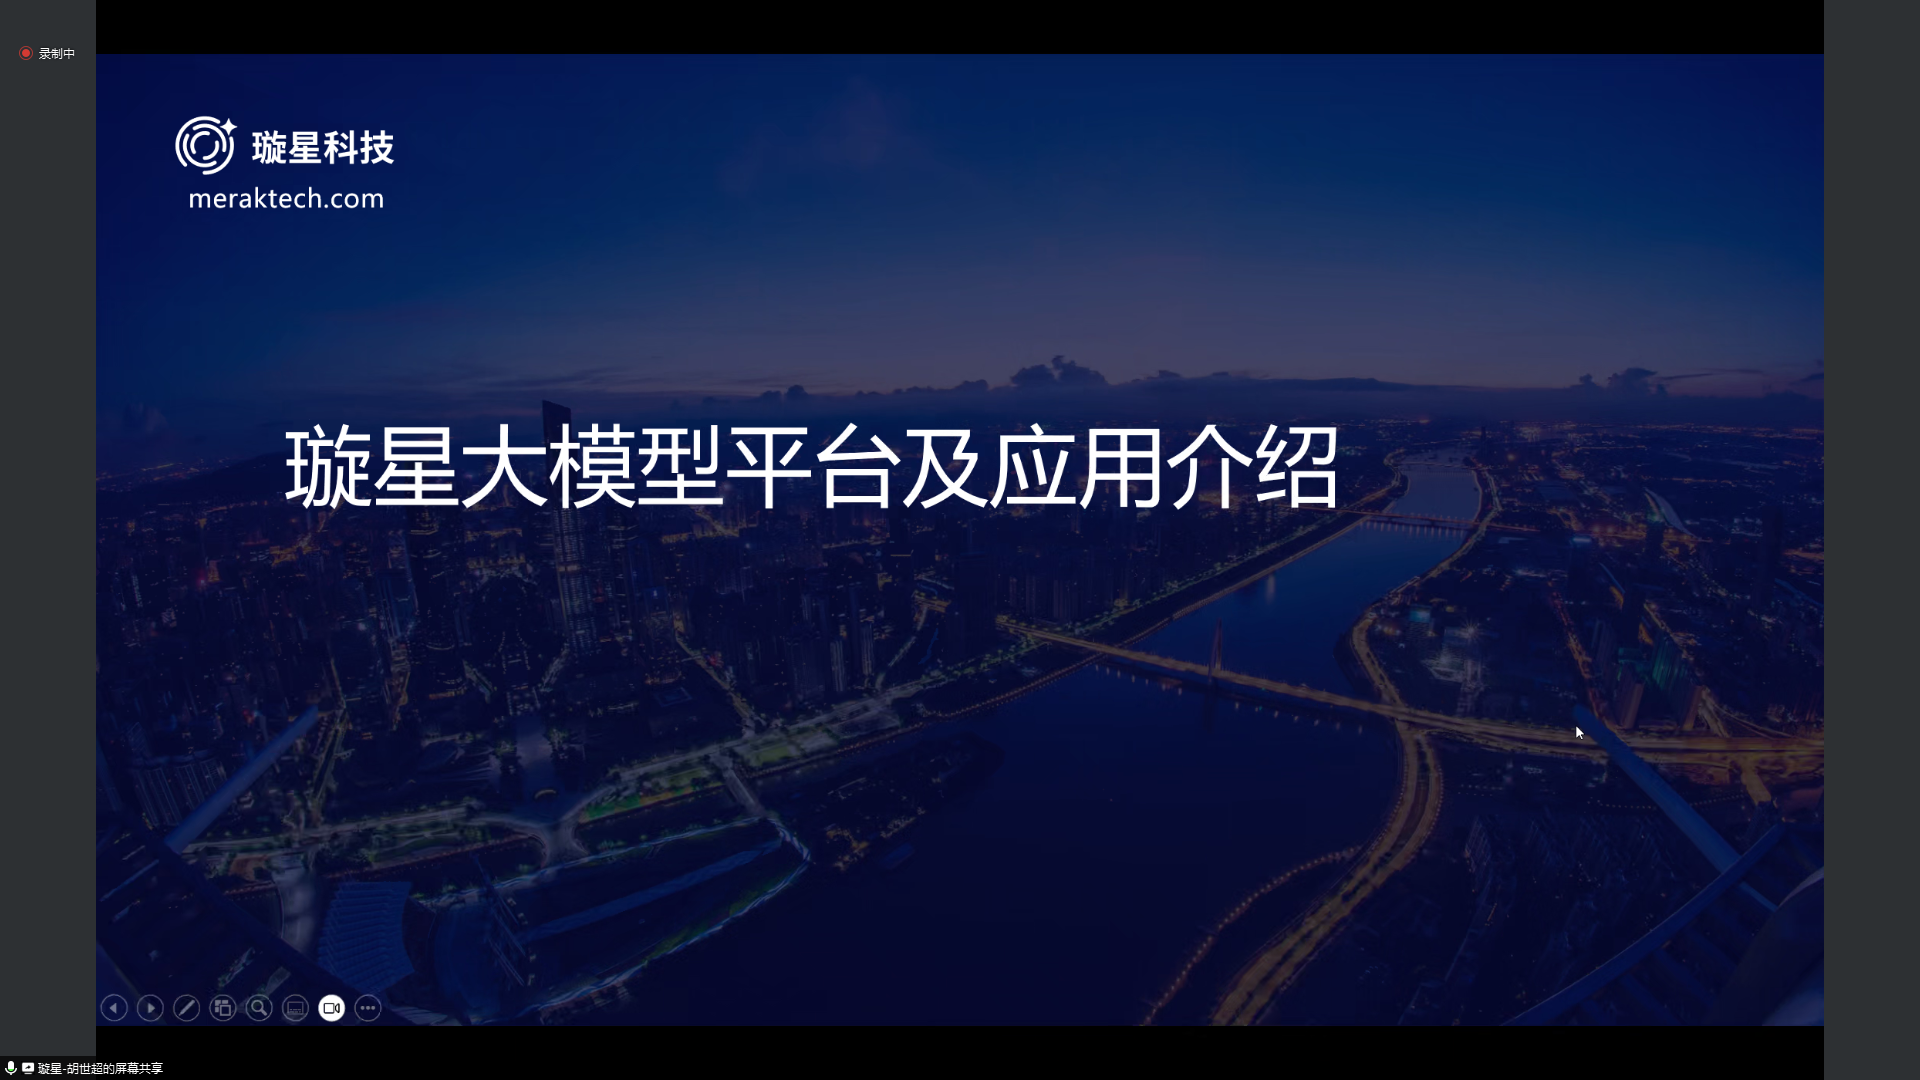 录制中
璇星科技
meraktech.com
璇星大模型平台及应用介绍
璇星-胡世超的屏幕共享